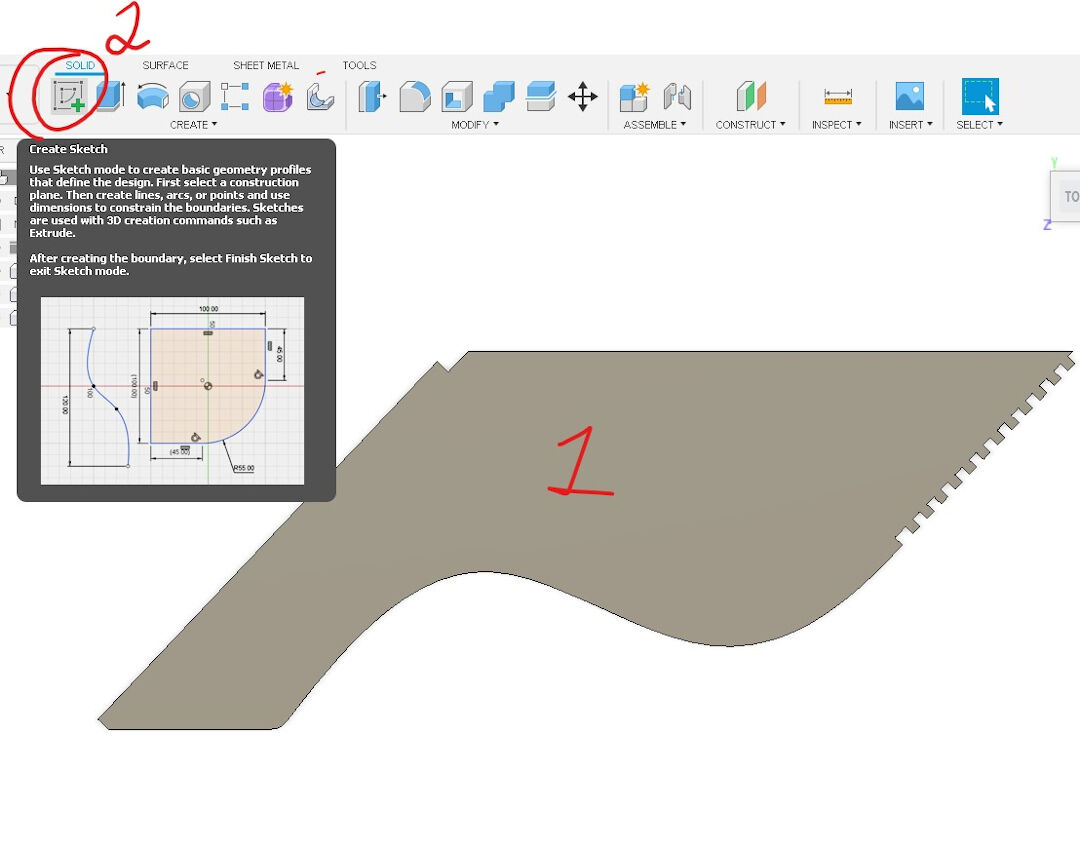 2
SOLID SURFACE SHEET METAL TOOLS
CREATE MODIFY ASSEMBLE CONSTRUCT INSPECT INSERT SELECT
R
Create Sketch
Use Sketch mode to create basic geometry profiles
that define the design. First select a construction
plane. Then create lines, arcs, or points and use
dimensions to constrain the boundaries. Sketches
are used with 3D creation commands such as
Extrude.
After creating the boundary, select Finish Sketch to
exit Sketch mode.
Y
TO
Z
100.00
50
45.00
(100.00)
50
100
120.00
(45.00)
R55.00
1